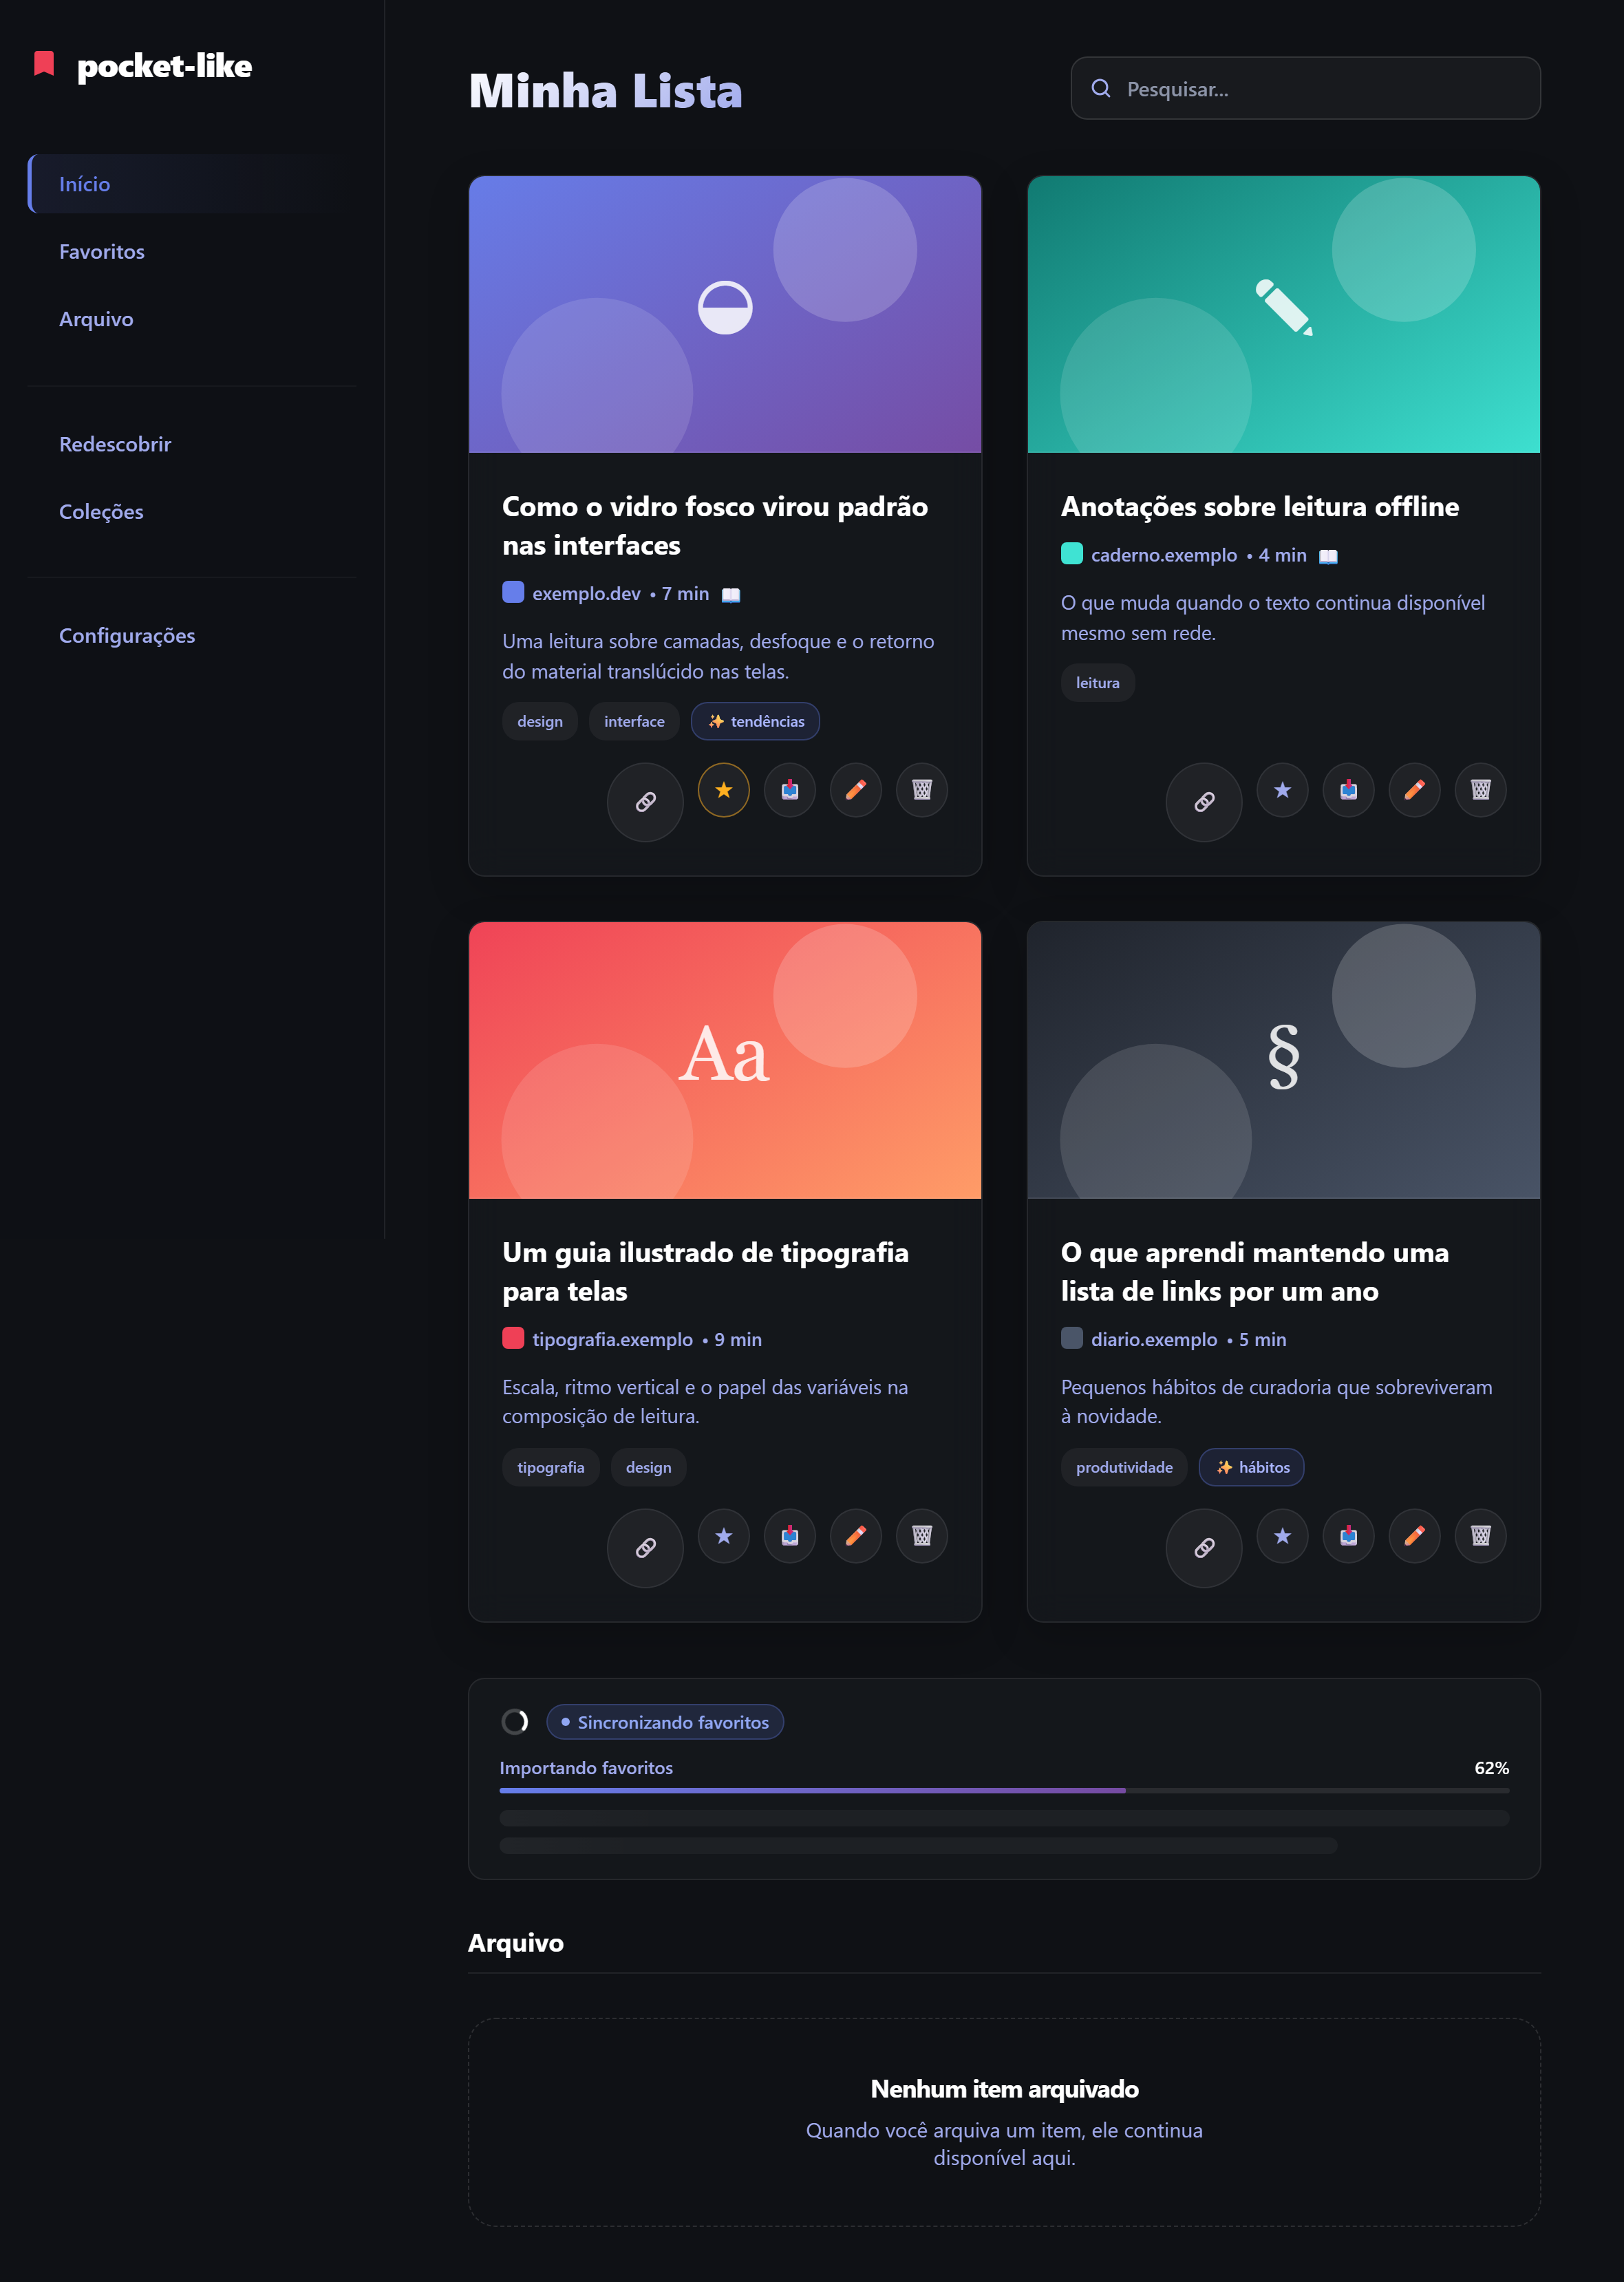 pocket-like
Início
Favoritos
Arquivo
Redescobrir
Coleções
Configurações
Minha Lista
Pesquisar...
Como o vidro fosco virou padrão
nas interfaces
exemplo.dev • 7 min 📖
Uma leitura sobre camadas, desfoque e o retorno
do material translúcido nas telas.
design interface ✨ tendências
Anotações sobre leitura offline
caderno.exemplo • 4 min 📖
O que muda quando o texto continua disponível
mesmo sem rede.
leitura
Aa
Um guia ilustrado de tipografia
para telas
tipografia.exemplo • 9 min
Escala, ritmo vertical e o papel das variáveis na
composição de leitura.
tipografia design
§
O que aprendi mantendo uma
lista de links por um ano
diario.exemplo • 5 min
Pequenos hábitos de curadoria que sobreviveram
à novidade.
produtividade ✨ hábitos
Sincronizando favoritos
Importando favoritos 62%
Arquivo
Nenhum item arquivado
Quando você arquiva um item, ele continua
disponível aqui.